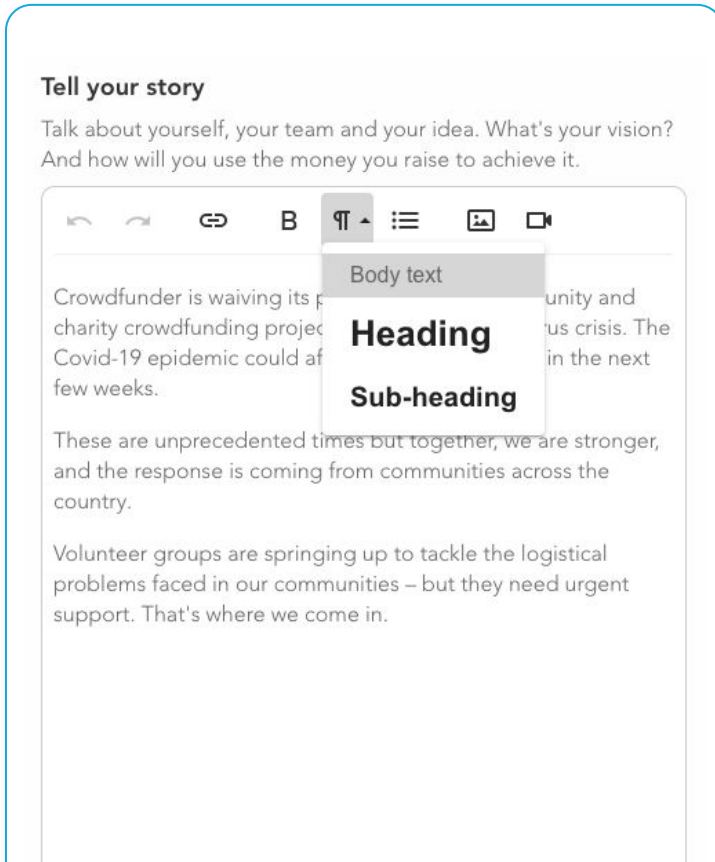 Tell your story
Talk about yourself, your team and your idea. What's your vision?
And how will you use the money you raise to achieve it.
B
Body text
Heading
Sub-heading
Crowdfunder is waiving its unity and
charity crowdfunding rus crisis. The
Covid-19 epidemic could in the next
few weeks.
These are unprecedented times but together, we are stronger,
and the response is coming from communities across the
country.
Volunteer groups are springing up to tackle the logistical
problems faced in our communities – but they need urgent
support. That's where we come in.